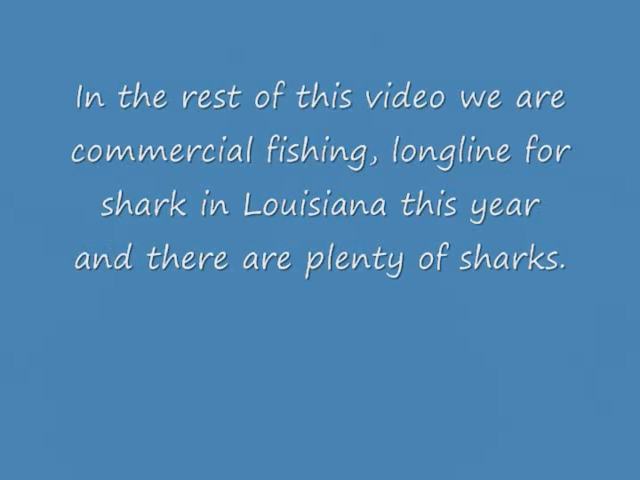 In the rest of this video we are
commercial fishing, longline for
shark in Louisiana this year
and there are plenty of sharks.